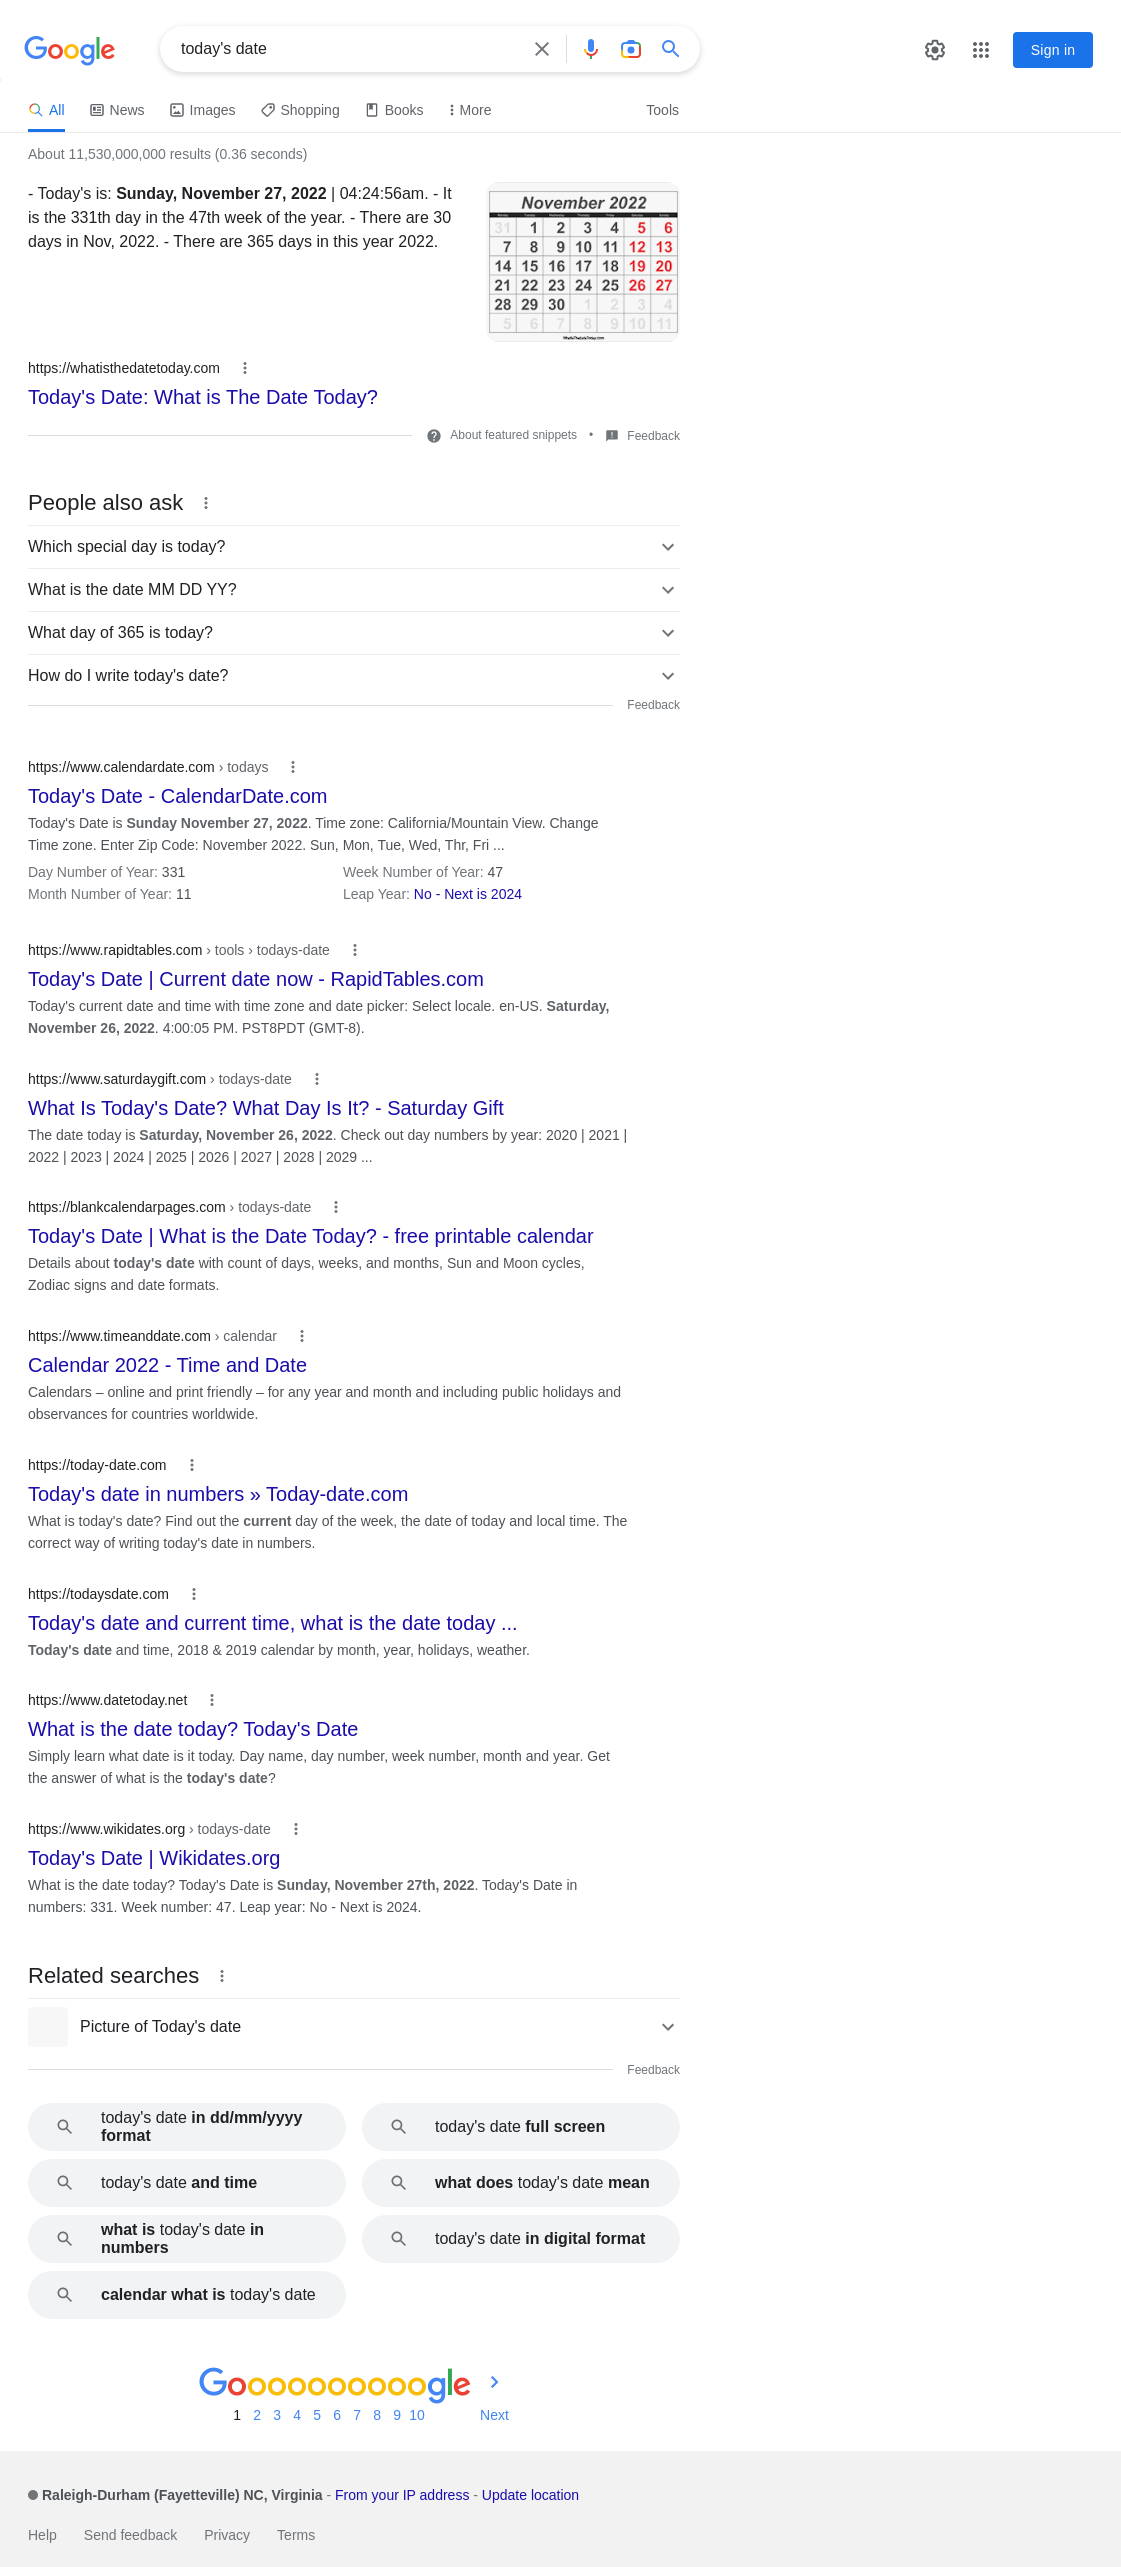 Google
today's date
Sign in
All
News
Images
Shopping
Books
More
Tools
About 11,530,000,000 results (0.36 seconds)
- Today's is: Sunday, November 27, 2022 | 04:24:56am. - It
is the 331th day in the 47th week of the year. - There are 30
days in Nov, 2022. - There are 365 days in this year 2022.
November 2022
31 1 2 3 4 5 6
7 8 9 10 11 12 13
14 15 16 17 18 19 20
21 22 23 24 25 26 27
28 29 30 1 2 3 4
5 6 7 8 9 10 11
https://whatisthedatetoday.com
Today's Date: What is The Date Today?
About featured snippets • Feedback
People also ask
Which special day is today?
What is the date MM DD YY?
What day of 365 is today?
How do I write today's date?
Feedback
https://www.calendardate.com › todays
Today's Date - CalendarDate.com
Today's Date is Sunday November 27, 2022. Time zone: California/Mountain View. Change
Time zone. Enter Zip Code: November 2022. Sun, Mon, Tue, Wed, Thr, Fri ...
Day Number of Year: 331
Week Number of Year: 47
Month Number of Year: 11
Leap Year: No - Next is 2024
https://www.rapidtables.com › tools › todays-date
Today's Date | Current date now - RapidTables.com
Today's current date and time with time zone and date picker: Select locale. en-US. Saturday,
November 26, 2022. 4:00:05 PM. PST8PDT (GMT-8).
https://www.saturdaygift.com › todays-date
What Is Today's Date? What Day Is It? - Saturday Gift
The date today is Saturday, November 26, 2022. Check out day numbers by year: 2020 | 2021 |
2022 | 2023 | 2024 | 2025 | 2026 | 2027 | 2028 | 2029 ...
https://blankcalendarpages.com › todays-date
Today's Date | What is the Date Today? - free printable calendar
Details about today's date with count of days, weeks, and months, Sun and Moon cycles,
Zodiac signs and date formats.
https://www.timeanddate.com › calendar
Calendar 2022 - Time and Date
Calendars – online and print friendly – for any year and month and including public holidays and
observances for countries worldwide.
https://today-date.com
Today's date in numbers » Today-date.com
What is today's date? Find out the current day of the week, the date of today and local time. The
correct way of writing today's date in numbers.
https://todaysdate.com
Today's date and current time, what is the date today ...
Today's date and time, 2018 & 2019 calendar by month, year, holidays, weather.
https://www.datetoday.net
What is the date today? Today's Date
Simply learn what date is it today. Day name, day number, week number, month and year. Get
the answer of what is the today's date?
https://www.wikidates.org › todays-date
Today's Date | Wikidates.org
What is the date today? Today's Date is Sunday, November 27th, 2022. Today's Date in
numbers: 331. Week number: 47. Leap year: No - Next is 2024.
Related searches
Picture of Today's date
Feedback
today's date in dd/mm/yyyy
format
today's date full screen
today's date and time
what does today's date mean
what is today's date in
numbers
today's date in digital format
calendar what is today's date
Goooooooooogle
1 2 3 4 5 6 7 8 9 10 Next
Raleigh-Durham (Fayetteville) NC, Virginia - From your IP address - Update location
Help Send feedback Privacy Terms